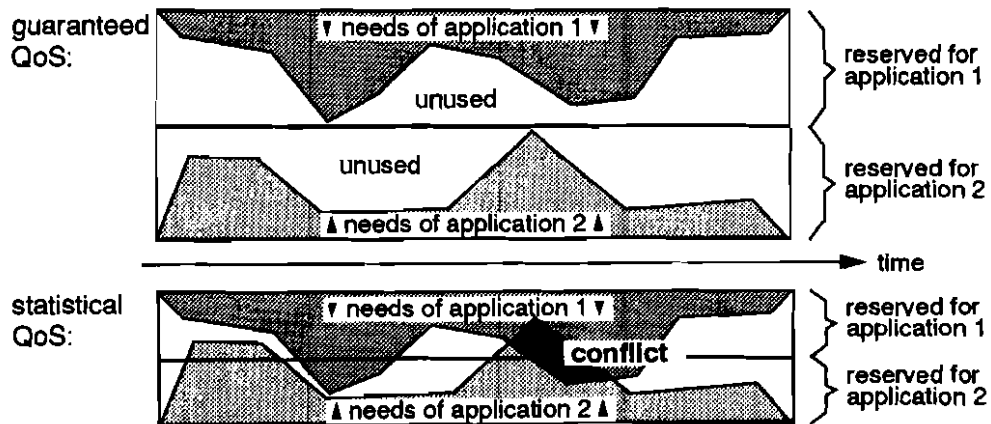 guaranteed
QoS:
▼ needs of application 1 ▼
unused
reserved for
application 1
unused
▲ needs of application 2 ▲
reserved for
application 2
time
statistical
QoS:
▼ needs of application 1 ▼
conflict
▲ needs of application 2 ▲
reserved for
application 1
reserved for
application 2